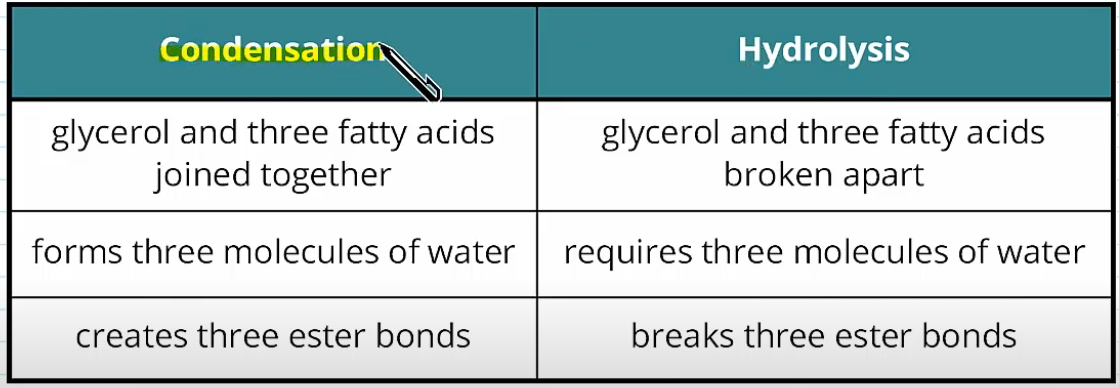 Condensation
Hydrolysis
glycerol and three fatty acids
joined together
glycerol and three fatty acids
broken apart
forms three molecules of water
requires three molecules of water
creates three ester bonds
breaks three ester bonds